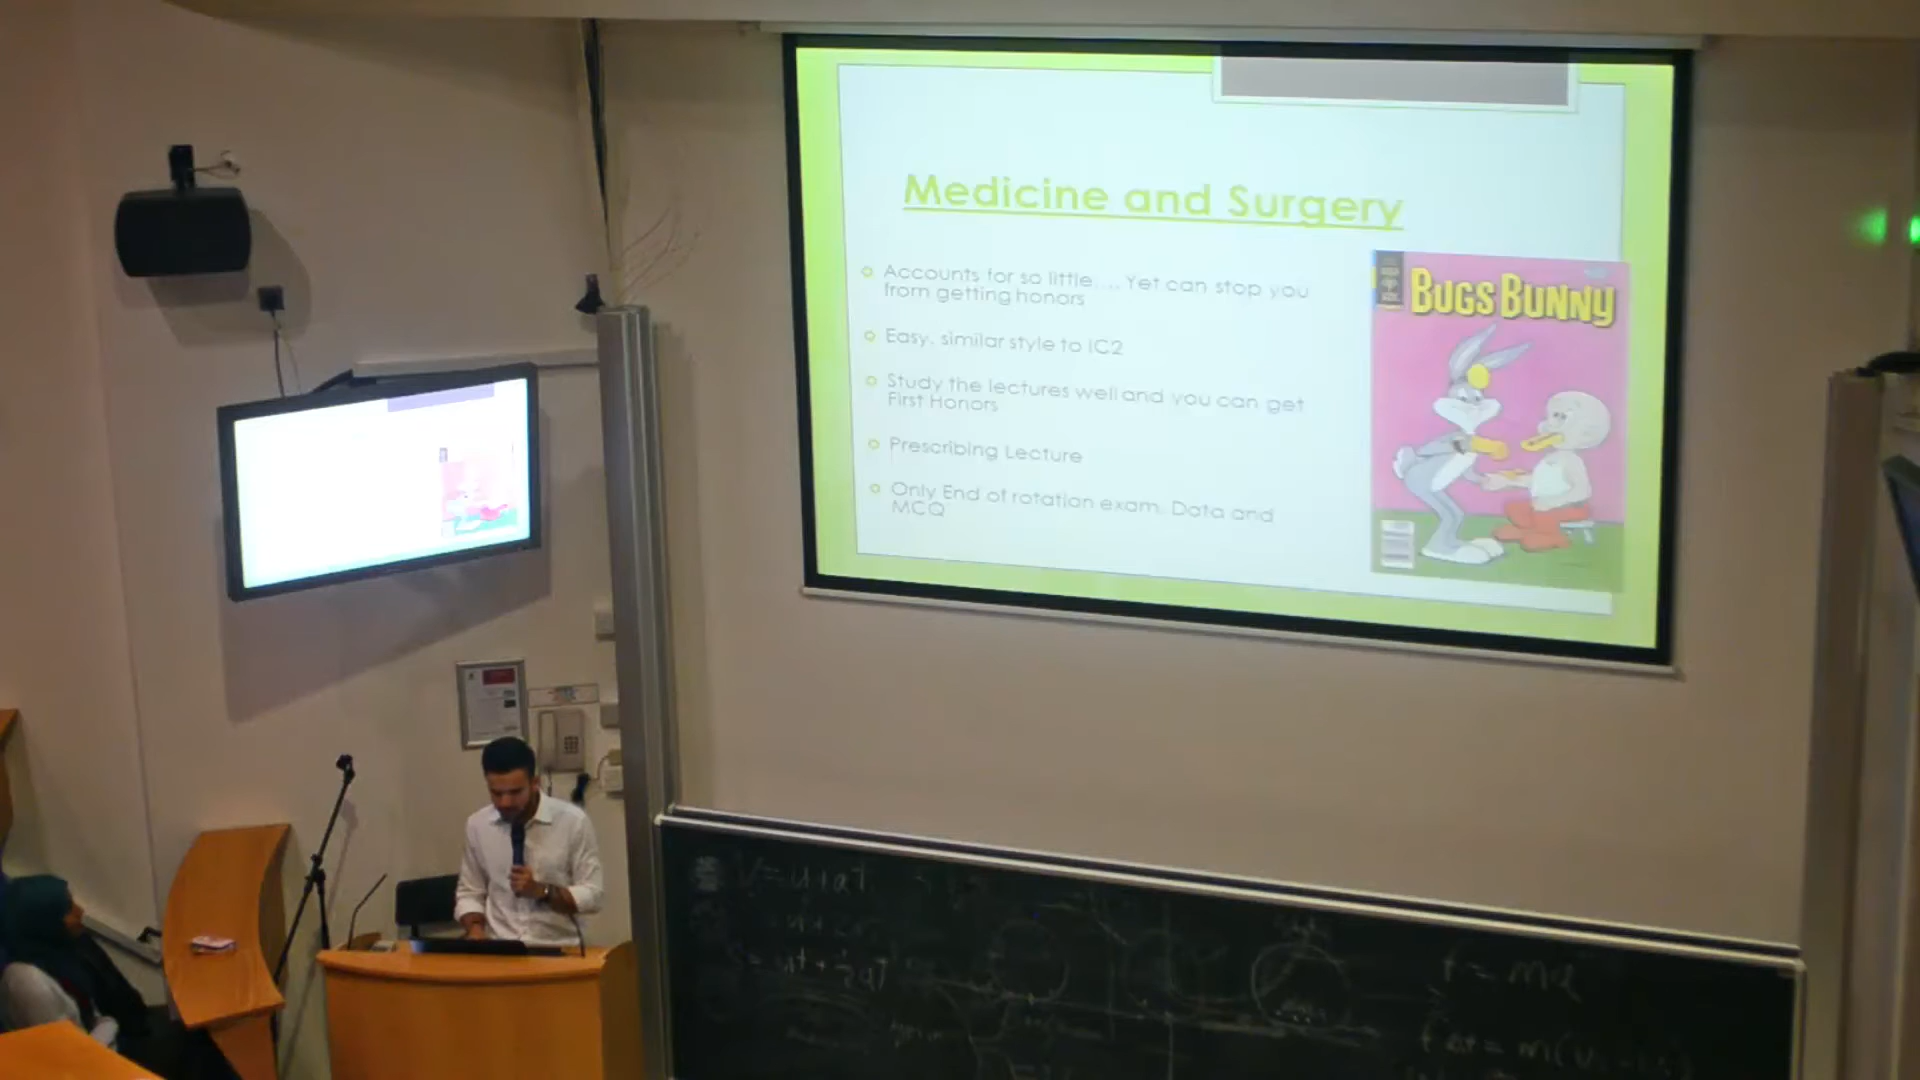 Medicine and Surgery
Accounts for so little.... Yet can stop you
from getting honors
Easy, similar style to IC2
Study the lectures well and you can get
First Honors
Prescribing Lecture
Only End of rotation exam. Data and
MCQ
BUGS BUNNY
V = u + at
f = ma